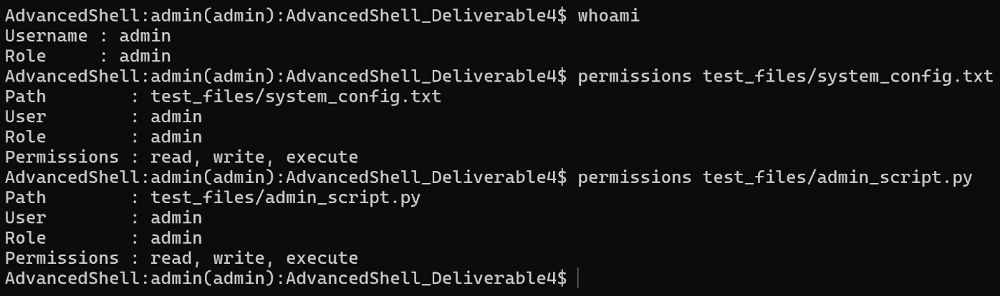 AdvancedShell:admin(admin):AdvancedShell_Deliverable4$ whoami
Username : admin
Role     : admin
AdvancedShell:admin(admin):AdvancedShell_Deliverable4$ permissions test_files/system_config.txt
Path        : test_files/system_config.txt
User        : admin
Role        : admin
Permissions : read, write, execute
AdvancedShell:admin(admin):AdvancedShell_Deliverable4$ permissions test_files/admin_script.py
Path        : test_files/admin_script.py
User        : admin
Role        : admin
Permissions : read, write, execute
AdvancedShell:admin(admin):AdvancedShell_Deliverable4$